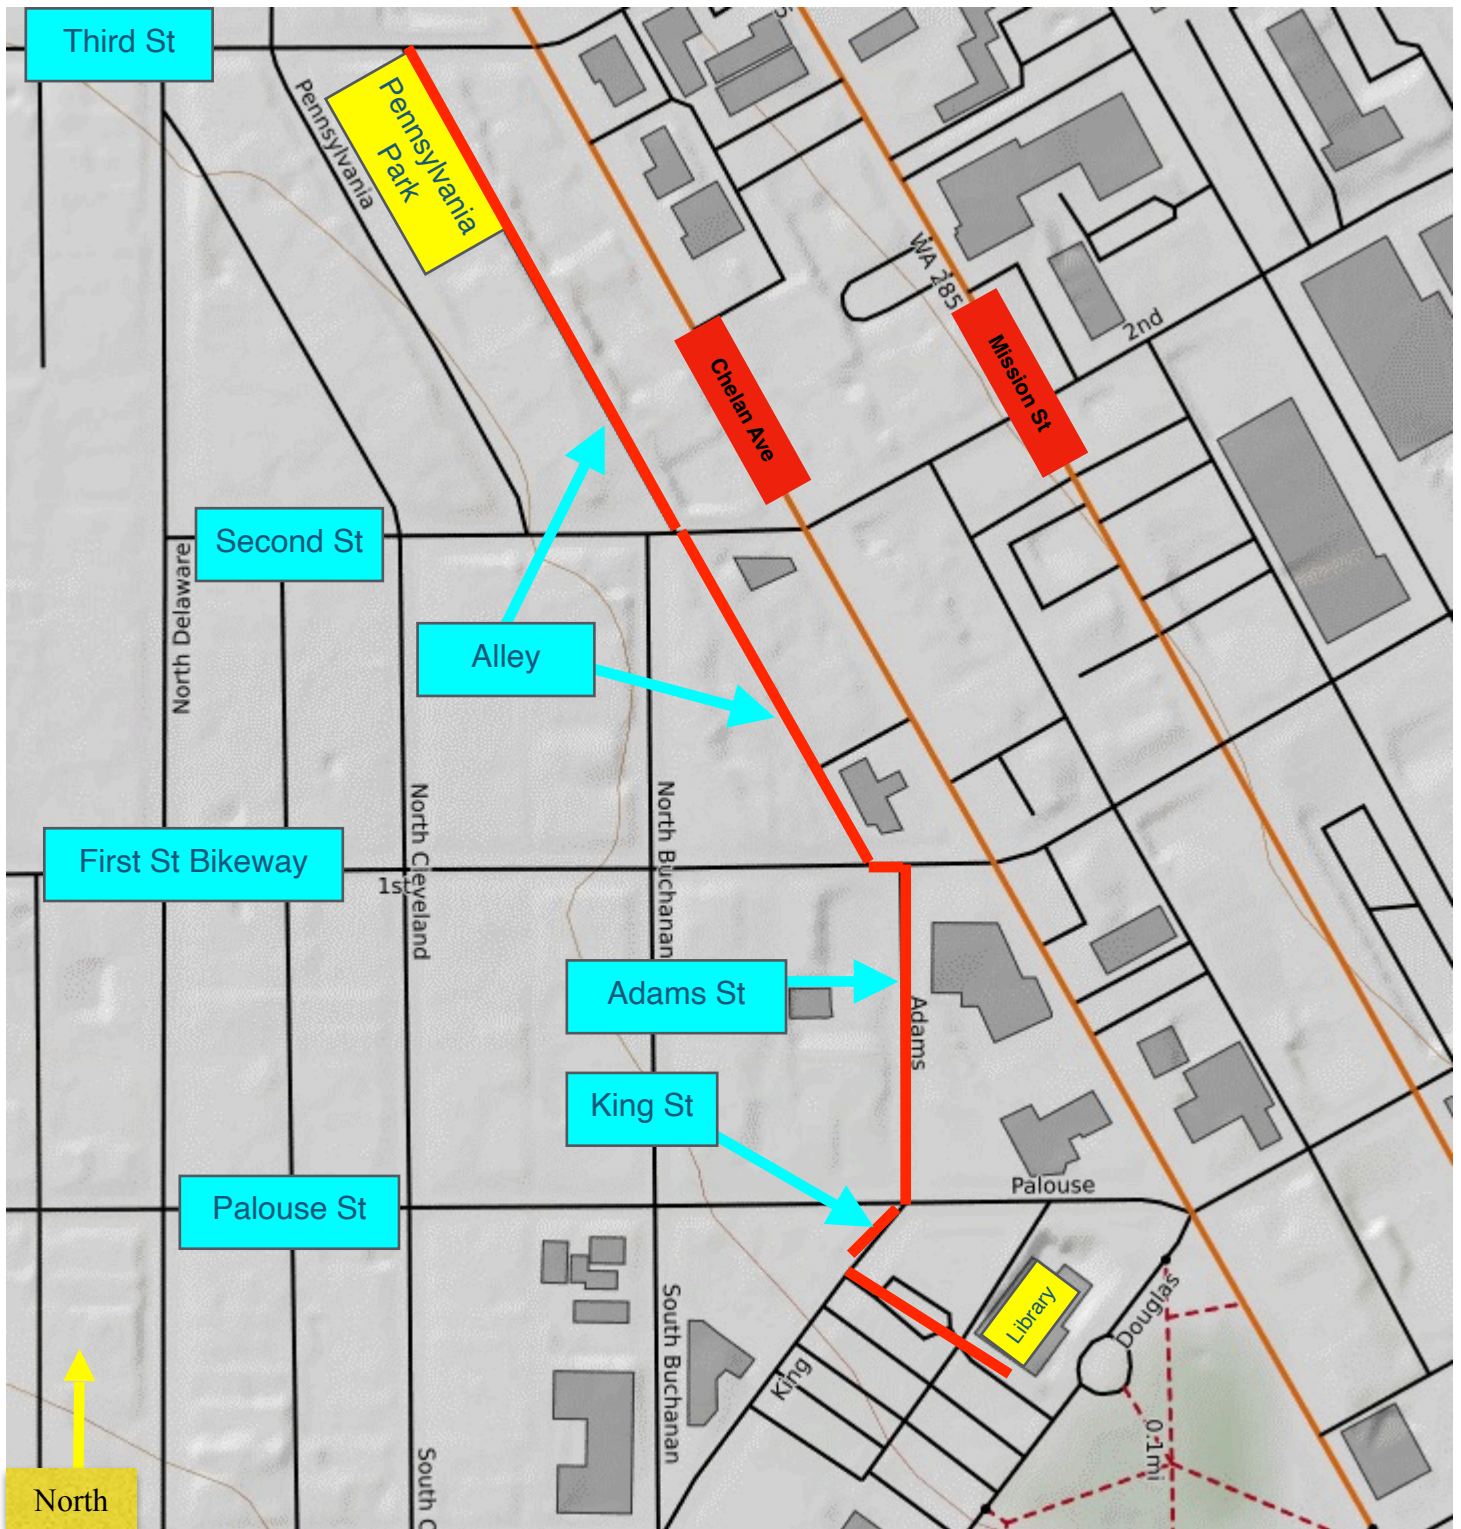 Third St
Pennsylvania
Pennsylvania
Park
WA 285
2nd
Mission St
Chelan Ave
Second St
North Delaware
Alley
North Cleveland
North Buchanan
First St Bikeway
1st
Adams St
Adams
King St
Palouse
Palouse St
Library
Douglas
South Buchanan
King
0.1mi
South C
North